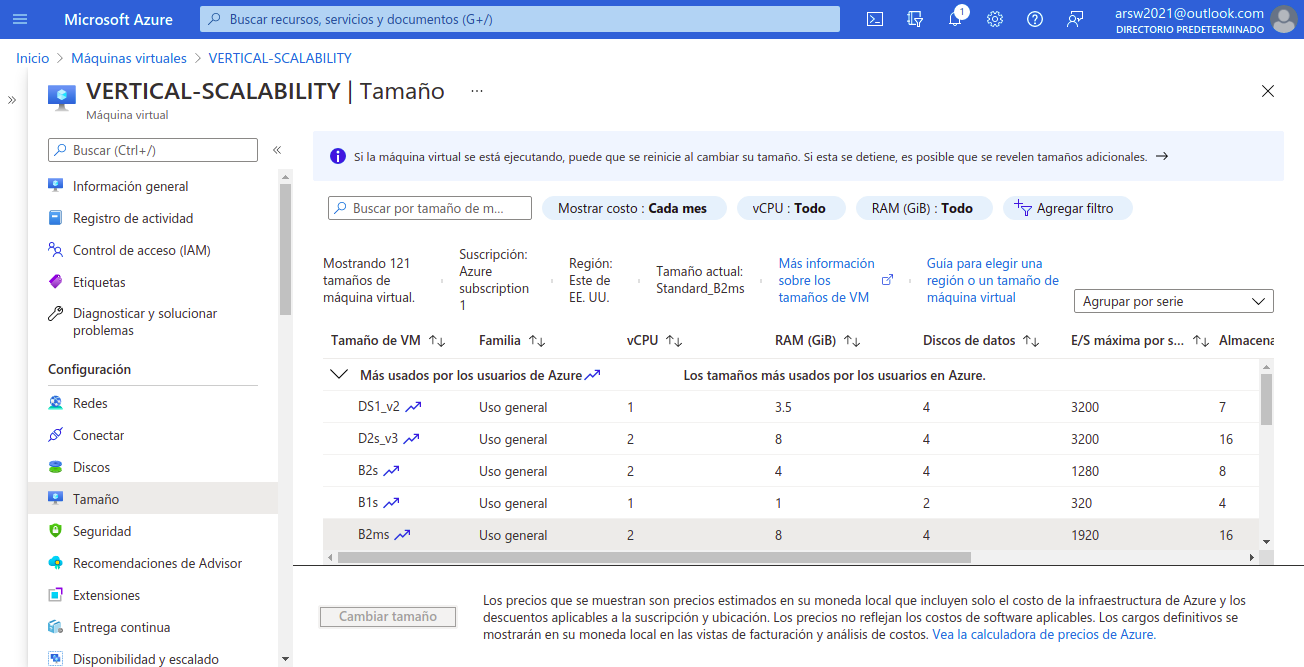 Microsoft Azure
Buscar recursos, servicios y documentos (G+/)
1
arsw2021@outlook.com
DIRECTORIO PREDETERMINADO
Inicio > Máquinas virtuales > VERTICAL-SCALABILITY
VERTICAL-SCALABILITY | Tamaño ...
Máquina virtual
Buscar (Ctrl+/)
Información general
Registro de actividad
Control de acceso (IAM)
Etiquetas
Diagnosticar y solucionar
problemas
Configuración
Redes
Conectar
Discos
Tamaño
Seguridad
Recomendaciones de Advisor
Extensiones
Entrega continua
Disponibilidad y escalado
Si la máquina virtual se está ejecutando, puede que se reinicie al cambiar su tamaño. Si esta se detiene, es posible que se revelen tamaños adicionales. →
Buscar por tamaño de m...
Mostrar costo : Cada mes
vCPU : Todo
RAM (GiB) : Todo
Agregar filtro
Mostrando 121
tamaños de
máquina virtual.
Suscripción:
Azure
subscription
1
Región:
Este de
EE. UU.
Tamaño actual:
Standard_B2ms
Más información
sobre los
tamaños de VM
Guía para elegir una
región o un tamaño de
máquina virtual
Agrupar por serie
Tamaño de VM ↑↓ Familia ↑↓ vCPU ↑↓ RAM (GiB) ↑↓ Discos de datos ↑↓ E/S máxima por s... ↑↓ Almacena
Más usados por los usuarios de Azure Los tamaños más usados por los usuarios en Azure.
DS1_v2 Uso general 1 3.5 4 3200 7
D2s_v3 Uso general 2 8 4 3200 16
B2s Uso general 2 4 4 1280 8
B1s Uso general 1 1 2 320 4
B2ms Uso general 2 8 4 1920 16
Cambiar tamaño
Los precios que se muestran son precios estimados en su moneda local que incluyen solo el costo de la infraestructura de Azure y los
descuentos aplicables a la suscripción y ubicación. Los precios no reflejan los costos de software aplicables. Los cargos definitivos se
mostrarán en su moneda local en las vistas de facturación y análisis de costos. Vea la calculadora de precios de Azure.